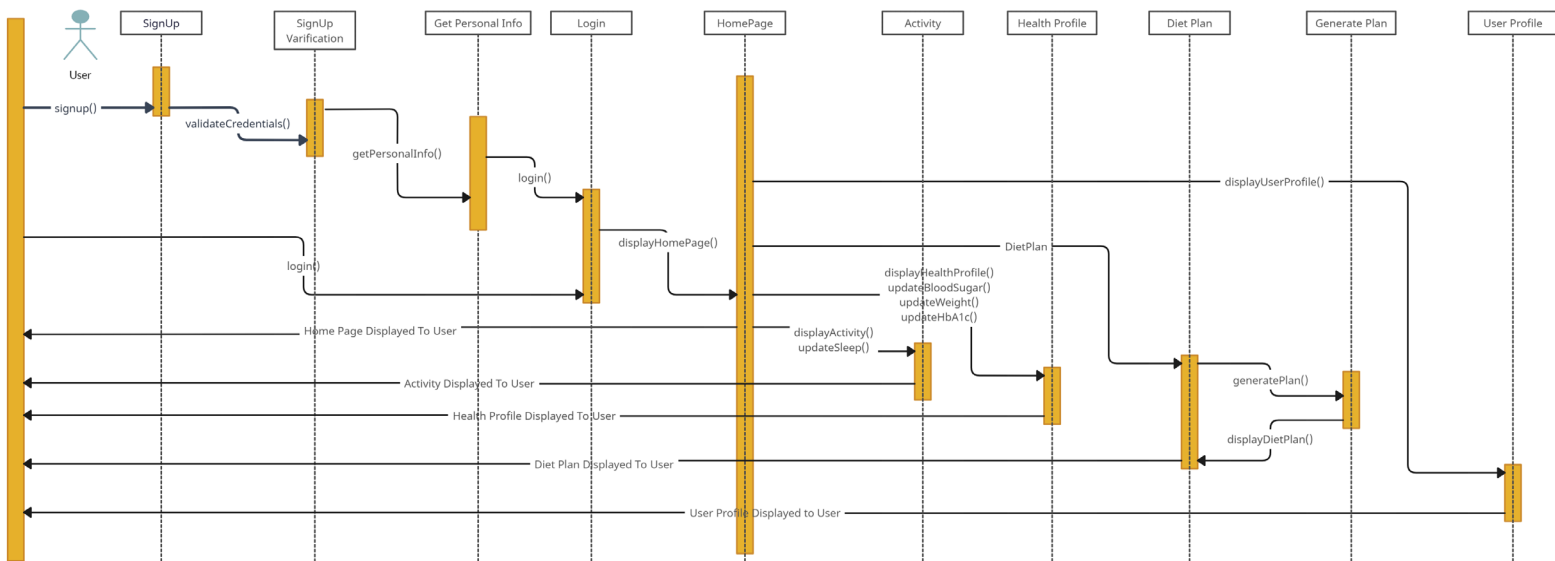 SignUp
SignUp
Varification
Get Personal Info
Login
HomePage
Activity
Health Profile
Diet Plan
Generate Plan
User Profile
User
signup()
validateCredentials()
getPersonalInfo()
login()
displayUserProfile()
displayHomePage()
DietPlan
login()
displayHealthProfile()
updateBloodSugar()
updateWeight()
updateHbA1c()
Home Page Displayed To User
displayActivity()
updateSleep()
Activity Displayed To User
generatePlan()
Health Profile Displayed To User
displayDietPlan()
Diet Plan Displayed To User
User Profile Displayed to User